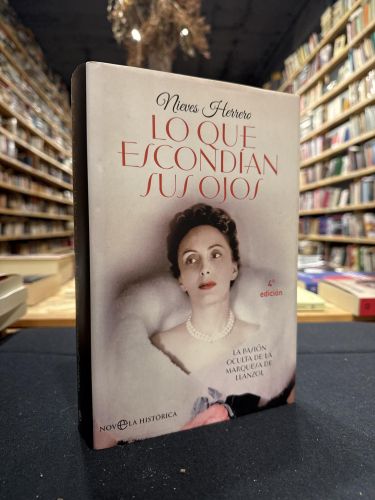 Nieves Herrero
LO QUE
ESCONDÍAN
SUS OJOS
4ª
edición
LA PASIÓN
OCULTA DE LA
MARQUESA DE
LLANZOL
NOVELA HISTÓRICA